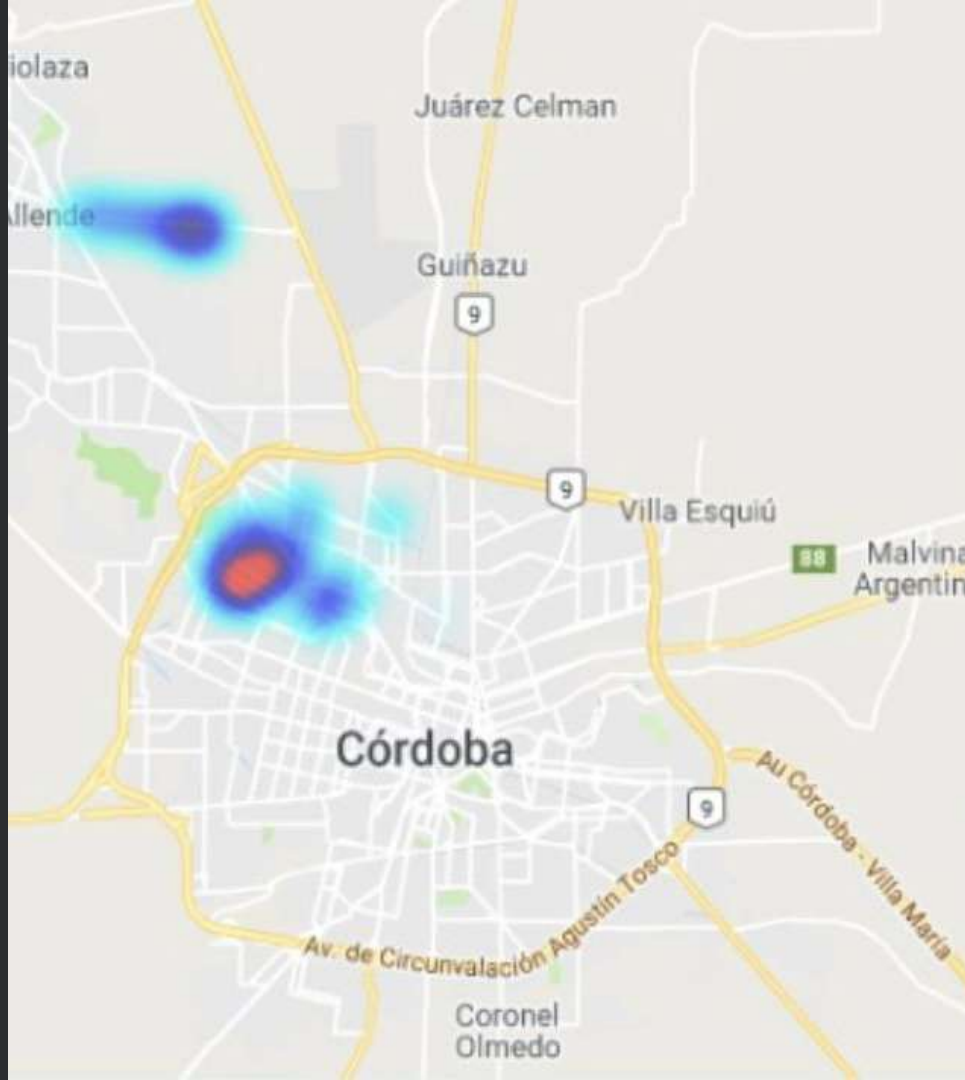 iolaza
Juárez Celman
Allende
Guiñazu
9
9
Villa Esquiú
88
Malvina
Argentin
Córdoba
9
Au Córdoba - Villa María
Av. de Circunvalación Agustín Tosco
Coronel
Olmedo